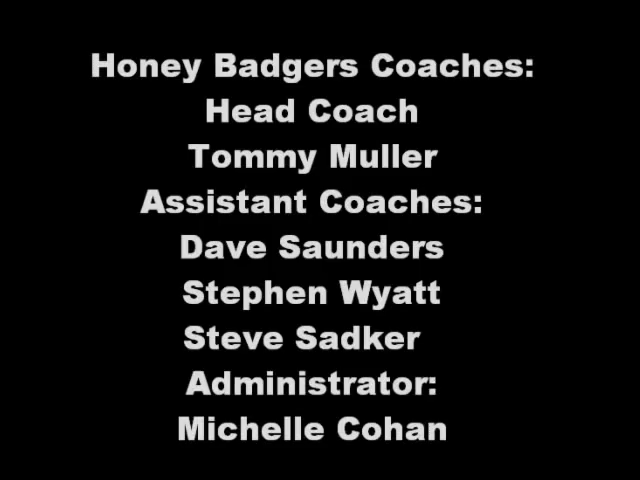 Honey Badgers Coaches:
Head Coach
Tommy Muller
Assistant Coaches:
Dave Saunders
Stephen Wyatt
Steve Sadker
Administrator:
Michelle Cohan